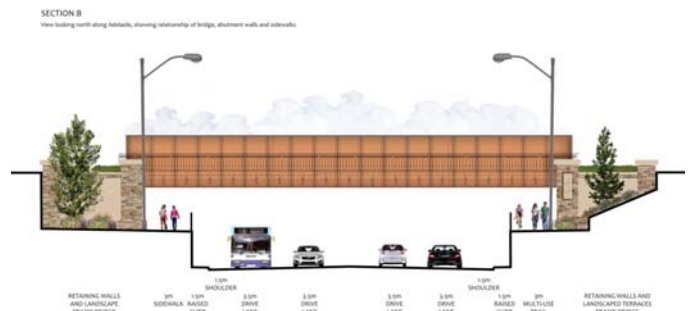 SECTION B
View looking north along Adelaide, showing relationship of bridge, abutment walls and sidewalks
1.5m
SHOULDER
1.5m
SHOULDER
RETAINING WALLS
AND LANDSCAPE
3m
SIDEWALK
1.5m
RAISED
3.5m
DRIVE
3.5m
DRIVE
3.5m
DRIVE
3.5m
DRIVE
1.5m
RAISED
3m
MULTI-USE
RETAINING WALLS AND
LANDSCAPED TERRACES